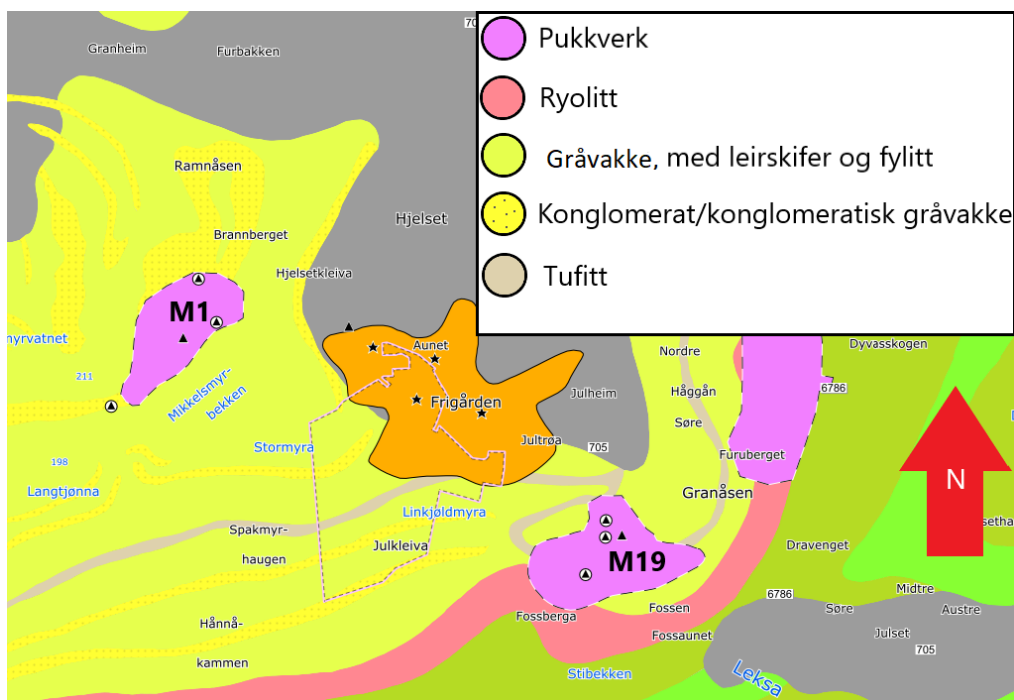 Granheim
Furbakken
Pukkverk
Ryolitt
Gråvakke, med leirskifer og fylitt
Konglomerat/konglomeratisk gråvakke
Tufitt
Ramnåsen
Hjelset
Brannberget
Hjelsetkleiva
M1
myrvatnet
211
Mikkelsmyr-
bekken
Aunet
Frigården
Nordre
Håggån
Søre
Dyvasskogen
6786
Julheim
Jultrøa
705
Furuberget
Granåsen
N
Stormyra
198
Langtjønna
Linkjøldmyra
Spakmyr-
haugen
Julkleiva
M19
Dravenget
Hånnå-
kammen
Fossberga
Fossen
Fossaunet
Stibekken
6786
Søre
Midtre
Austre
Julset
705
Leksa